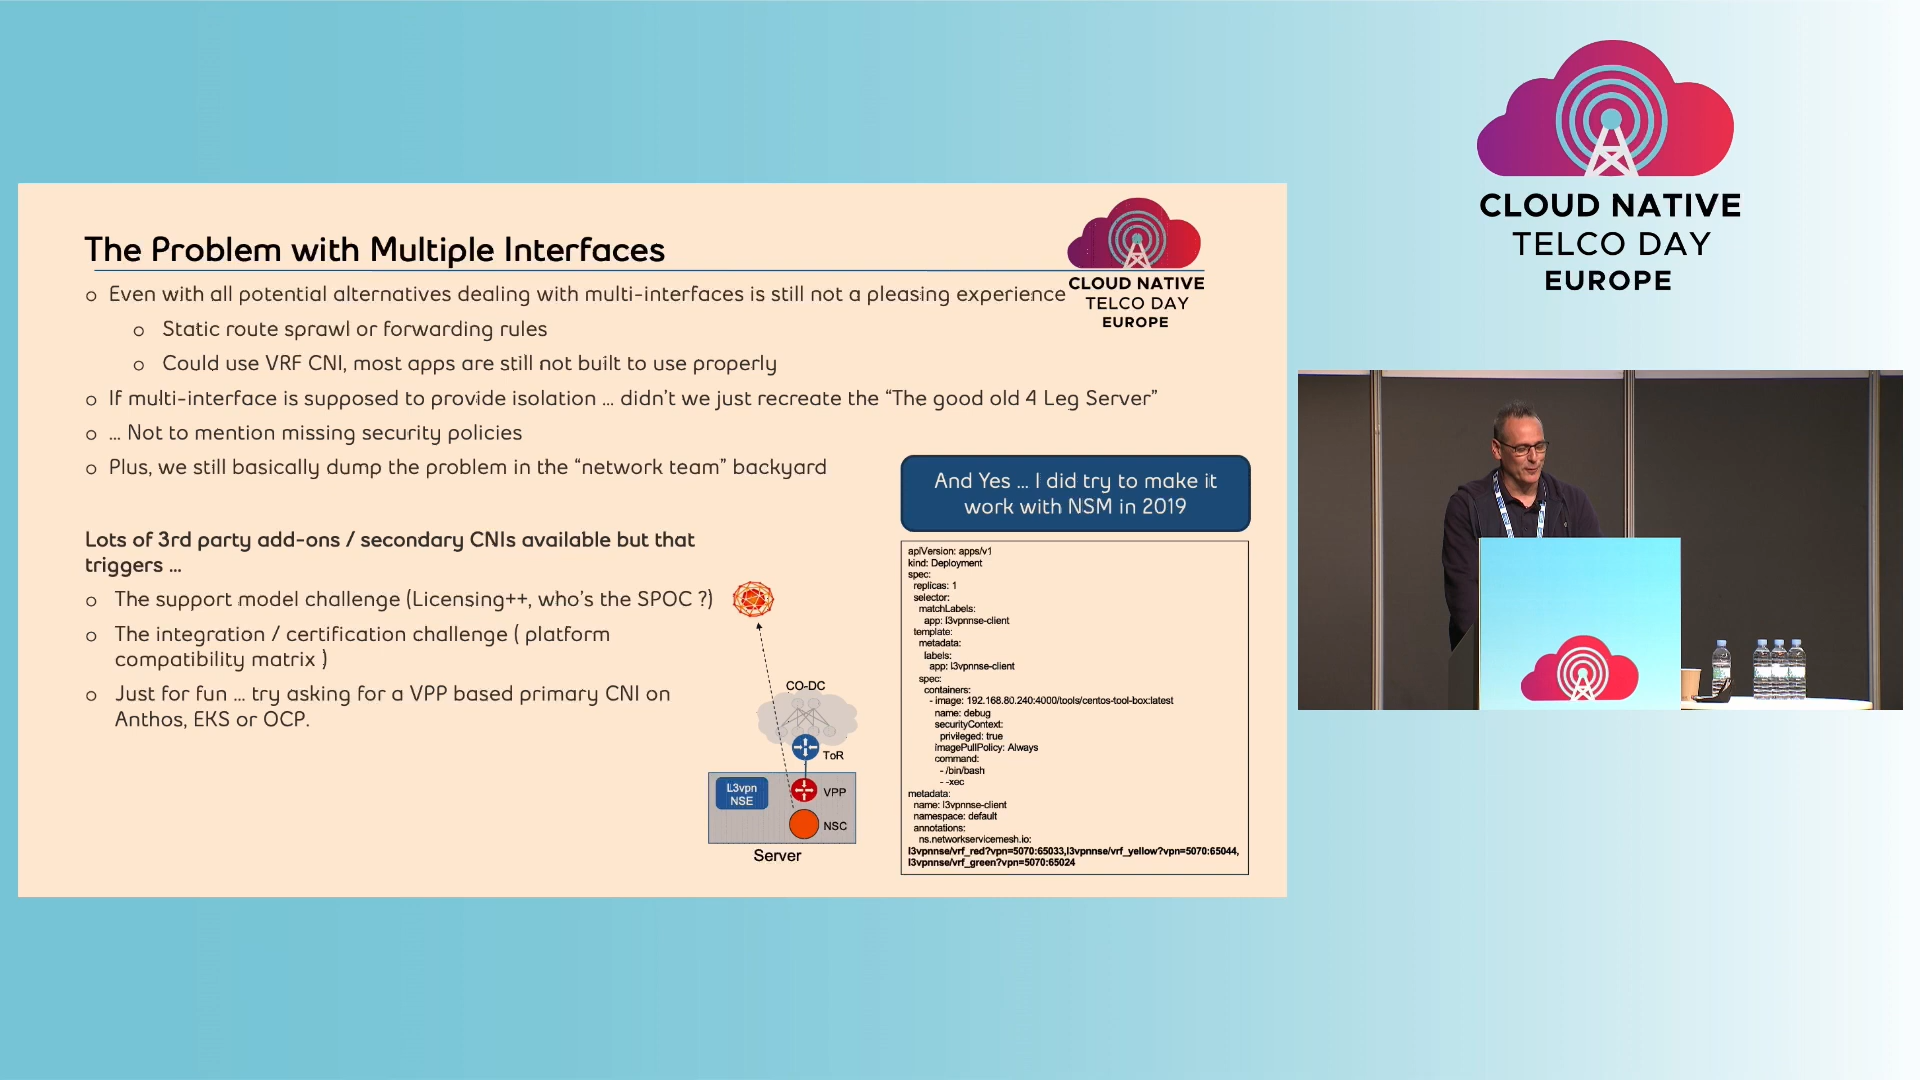 The Problem with Multiple Interfaces
CLOUD NATIVE
TELCO DAY
EUROPE
o Even with all potential alternatives dealing with multi-interfaces is still not a pleasing experience
o Static route sprawl or forwarding rules
o Could use VRF CNI, most apps are still not built to use properly
o If multi-interface is supposed to provide isolation ... didn't we just recreate the “The good old 4 Leg Server”
o ... Not to mention missing security policies
o Plus, we still basically dump the problem in the “network team” backyard
Lots of 3rd party add-ons / secondary CNIs available but that
triggers ...
o The support model challenge (Licensing++, who's the SPOC ?)
o The integration / certification challenge ( platform
compatibility matrix )
o Just for fun ... try asking for a VPP based primary CNI on
Anthos, EKS or OCP.
CO-DC
ToR
L3vpn
NSE
VPP
NSC
Server
And Yes ... I did try to make it
work with NSM in 2019
apiVersion: apps/v1
kind: Deployment
spec:
replicas: 1
selector:
matchLabels:
app: l3vpnnse-client
template:
metadata:
labels:
app: l3vpnnse-client
spec:
containers:
- image: 192.168.80.240:4000/tools/centos-tool-box:latest
name: debug
securityContext:
privileged: true
imagePullPolicy: Always
command:
- /bin/bash
- -xec
metadata:
name: l3vpnnse-client
namespace: default
annotations:
ns.networkservicemesh.io:
l3vpnnse/vrf_red?vpn=5070:65033,l3vpnnse/vrf_yellow?vpn=5070:65044,
l3vpnnse/vrf_green?vpn=5070:65024
CLOUD NATIVE
TELCO DAY
EUROPE